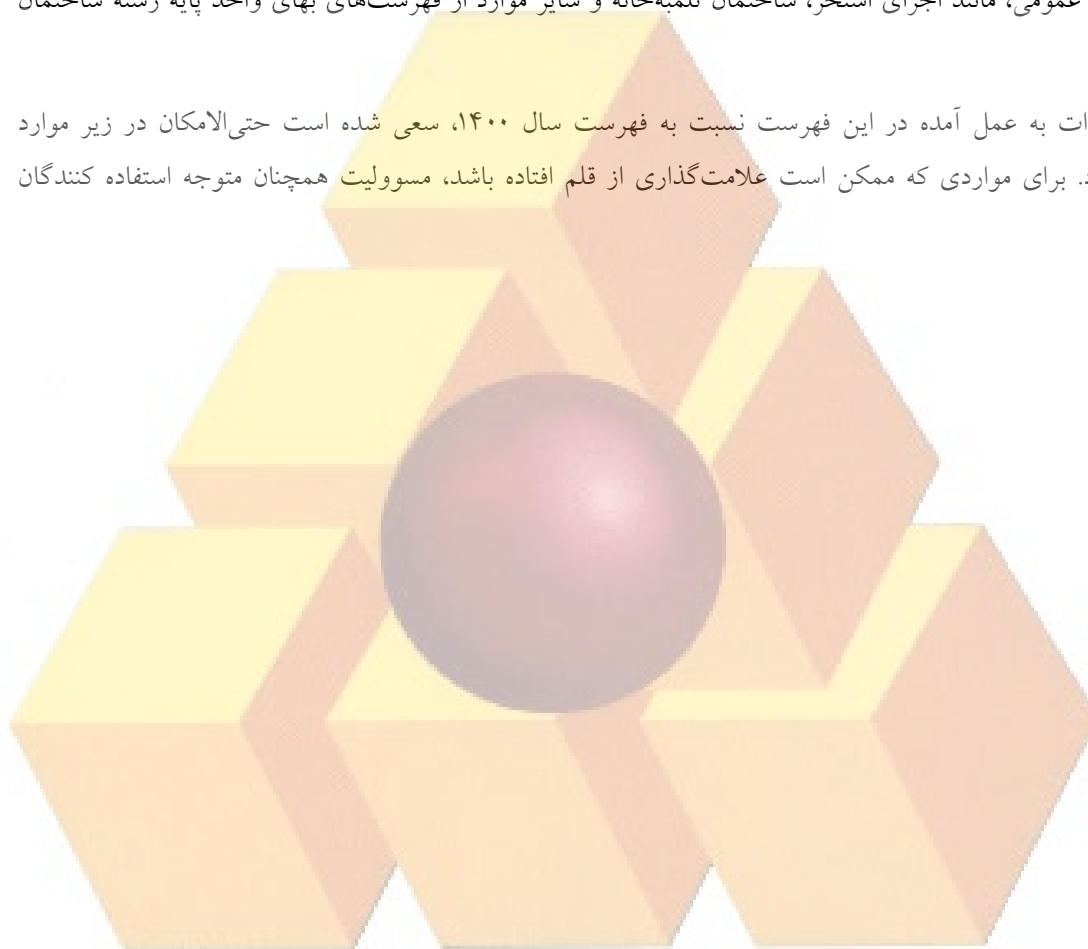 عمومی، مانند اجرای استخر، ساختمان تلمبه‌خانه و سایر موارد از فهرست‌های بهای واحد پایه رشته ساختمان
ات به عمل آمده در این فهرست نسبت به فهرست سال ۱۴۰۰، سعی شده است حتی‌الامکان در زیر موارد
د. برای مواردی که ممکن است علامت‌گذاری از قلم افتاده باشد، مسوولیت همچنان متوجه استفاده کنندگان